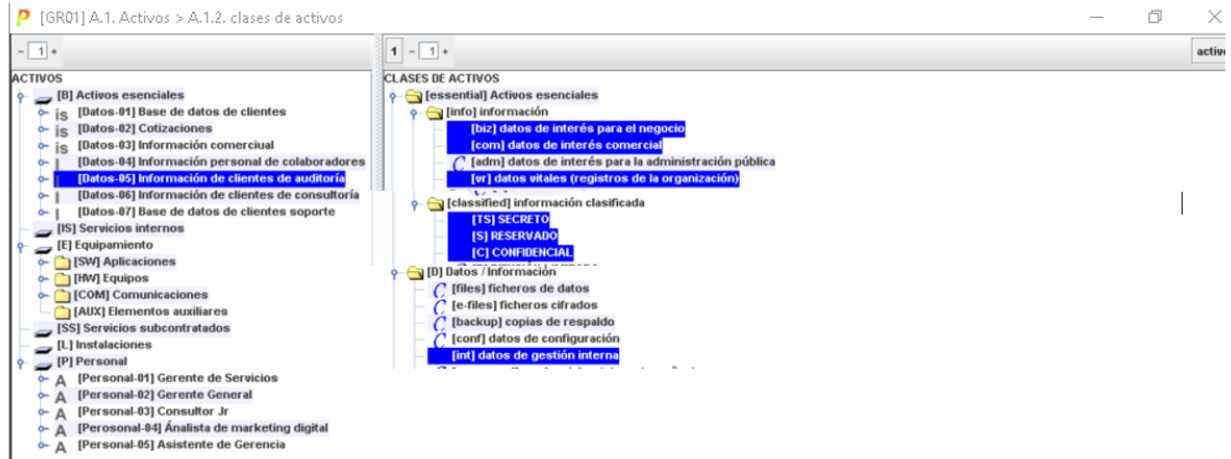 [GR01] A.1. Activos > A.1.2. clases de activos
- 1 +
1 - 1 +
activ
ACTIVOS
[B] Activos esenciales
is [Datos-01] Base de datos de clientes
is [Datos-02] Cotizaciones
is [Datos-03] Información comerciual
I [Datos-04] Información personal de colaboradores
I [Datos-05] Información de clientes de auditoría
I [Datos-06] Información de clientes de consultoría
I [Datos-07] Base de datos de clientes soporte
[IS] Servicios internos
[E] Equipamiento
[SW] Aplicaciones
[HW] Equipos
[COM] Comunicaciones
[AUX] Elementos auxiliares
[SS] Servicios subcontratados
[L] Instalaciones
[P] Personal
A [Personal-01] Gerente de Servicios
A [Personal-02] Gerente General
A [Personal-03] Consultor Jr
A [Perosonal-04] Ánalista de marketing digital
A [Personal-05] Asistente de Gerencia
CLASES DE ACTIVOS
[essential] Activos esenciales
[info] información
[biz] datos de interés para el negocio
[com] datos de interés comercial
C [adm] datos de interés para la administración pública
[vr] datos vitales (registros de la organización)
[classified] información clasificada
[TS] SECRETO
[S] RESERVADO
[C] CONFIDENCIAL
[D] Datos / Información
C [files] ficheros de datos
C [e-files] ficheros cifrados
C [backup] copias de respaldo
C [conf] datos de configuración
[int] datos de gestión interna